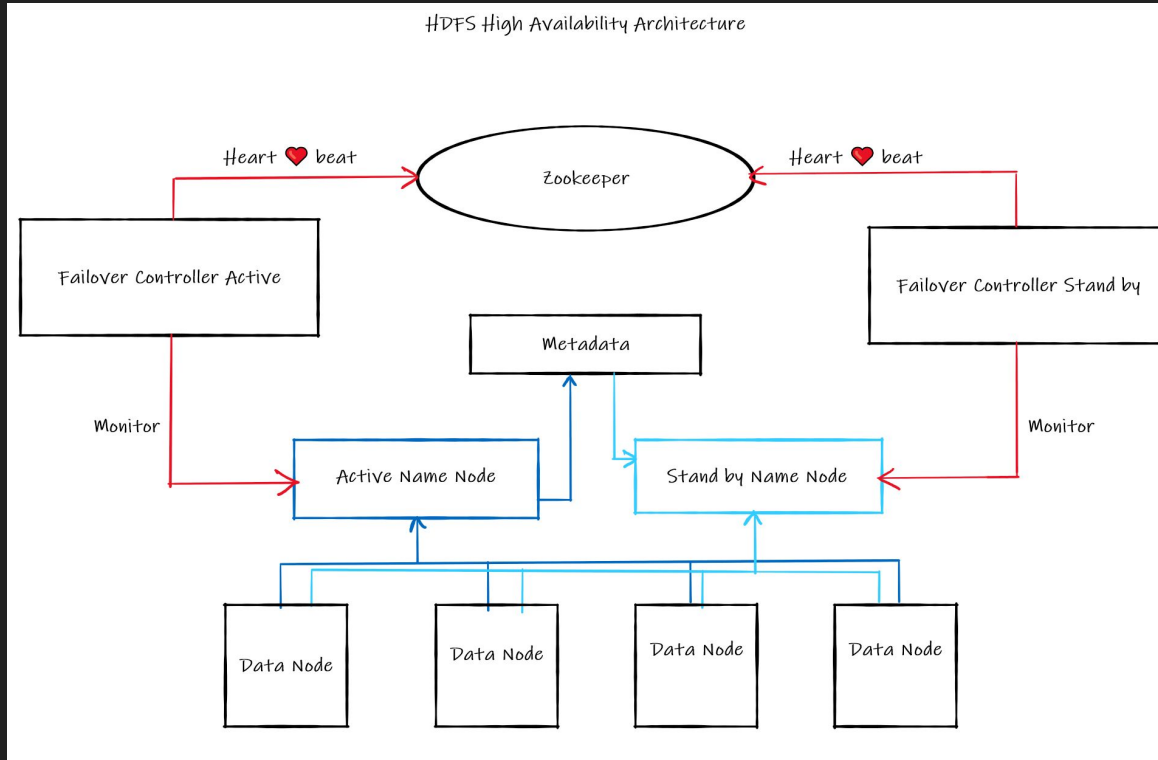 HDFS High Availability Architecture
Heart ❤️ beat
Heart ❤️ beat
Zookeeper
Failover Controller Active
Failover Controller Stand by
Metadata
Monitor
Monitor
Active Name Node
Stand by Name Node
Data Node
Data Node
Data Node
Data Node